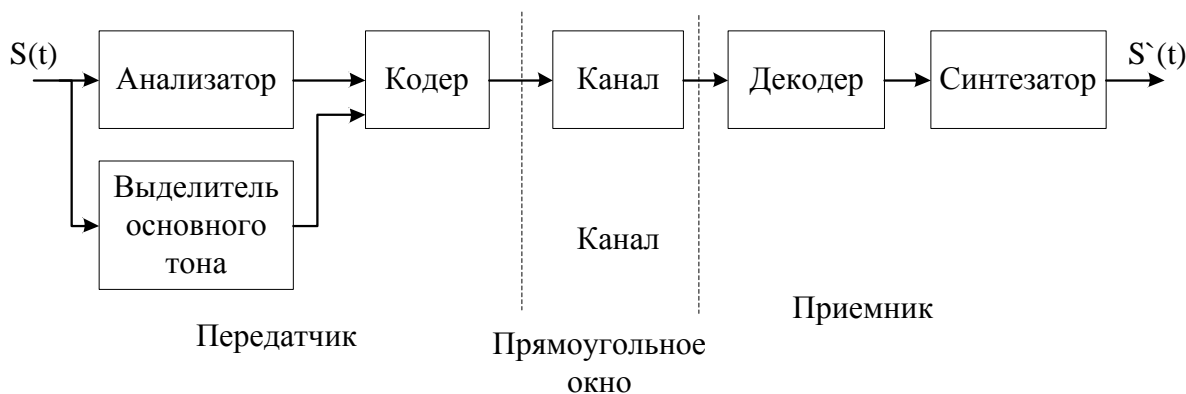 S(t)
Анализатор
Кодер
Канал
Декодер
Синтезатор
S`(t)
Выделитель
основного
тона
Канал
Передатчик
Прямоугольное
окно
Приемник